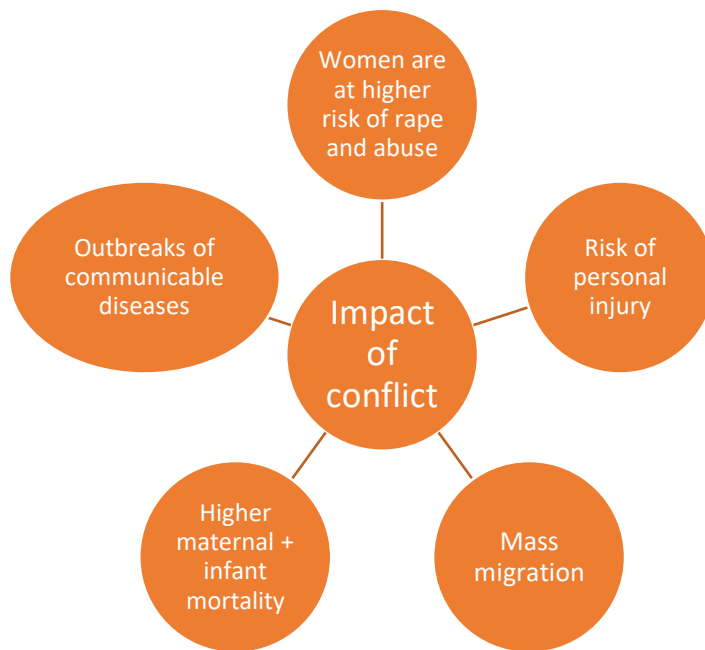 Women are
at higher
risk of rape
and abuse
Outbreaks of
communicable
diseases
Risk of
personal
injury
Impact
of
conflict
Higher
maternal +
infant
mortality
Mass
migration